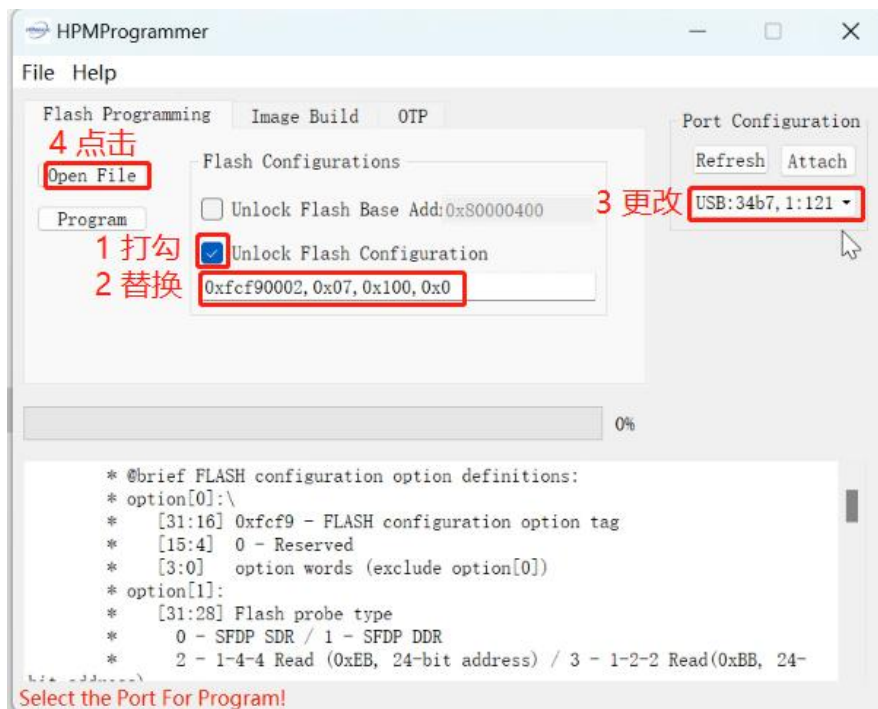 HPMProgrammer
File Help
Flash Programming Image Build OTP
4 点击
Open File
Program
Flash Configurations
Unlock Flash Base Add: 0x80000400
1 打勾
Unlock Flash Configuration
2 替换
0xfcf90002,0x07,0x100,0x0
Port Configuration
Refresh Attach
3 更改
USB:34b7,1:121
0%
* @brief FLASH configuration option definitions:
* option[0]:\
* [31:16] 0xfcf9 - FLASH configuration option tag
* [15:4] 0 - Reserved
* [3:0] option words (exclude option[0])
* option[1]:
* [31:28] Flash probe type
* 0 - SFDP SDR / 1 - SFDP DDR
* 2 - 1-4-4 Read (0xEB, 24-bit address) / 3 - 1-2-2 Read(0xBB, 24-
bit address)
Select the Port For Program!